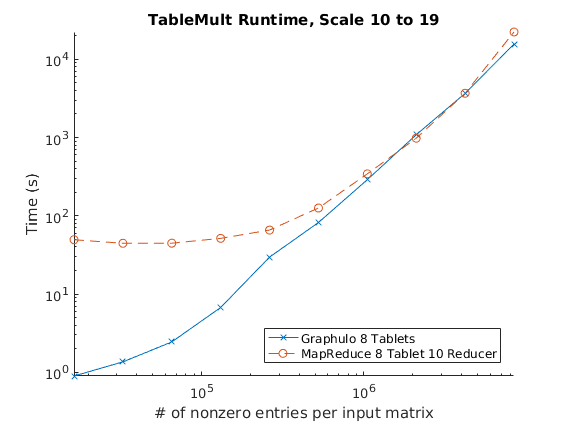 TableMult Runtime, Scale 10 to 19
Time (s)
10^4
10^3
10^2
10^1
10^0
Graphulo 8 Tablets
MapReduce 8 Tablet 10 Reducer
10^5 10^6
# of nonzero entries per input matrix